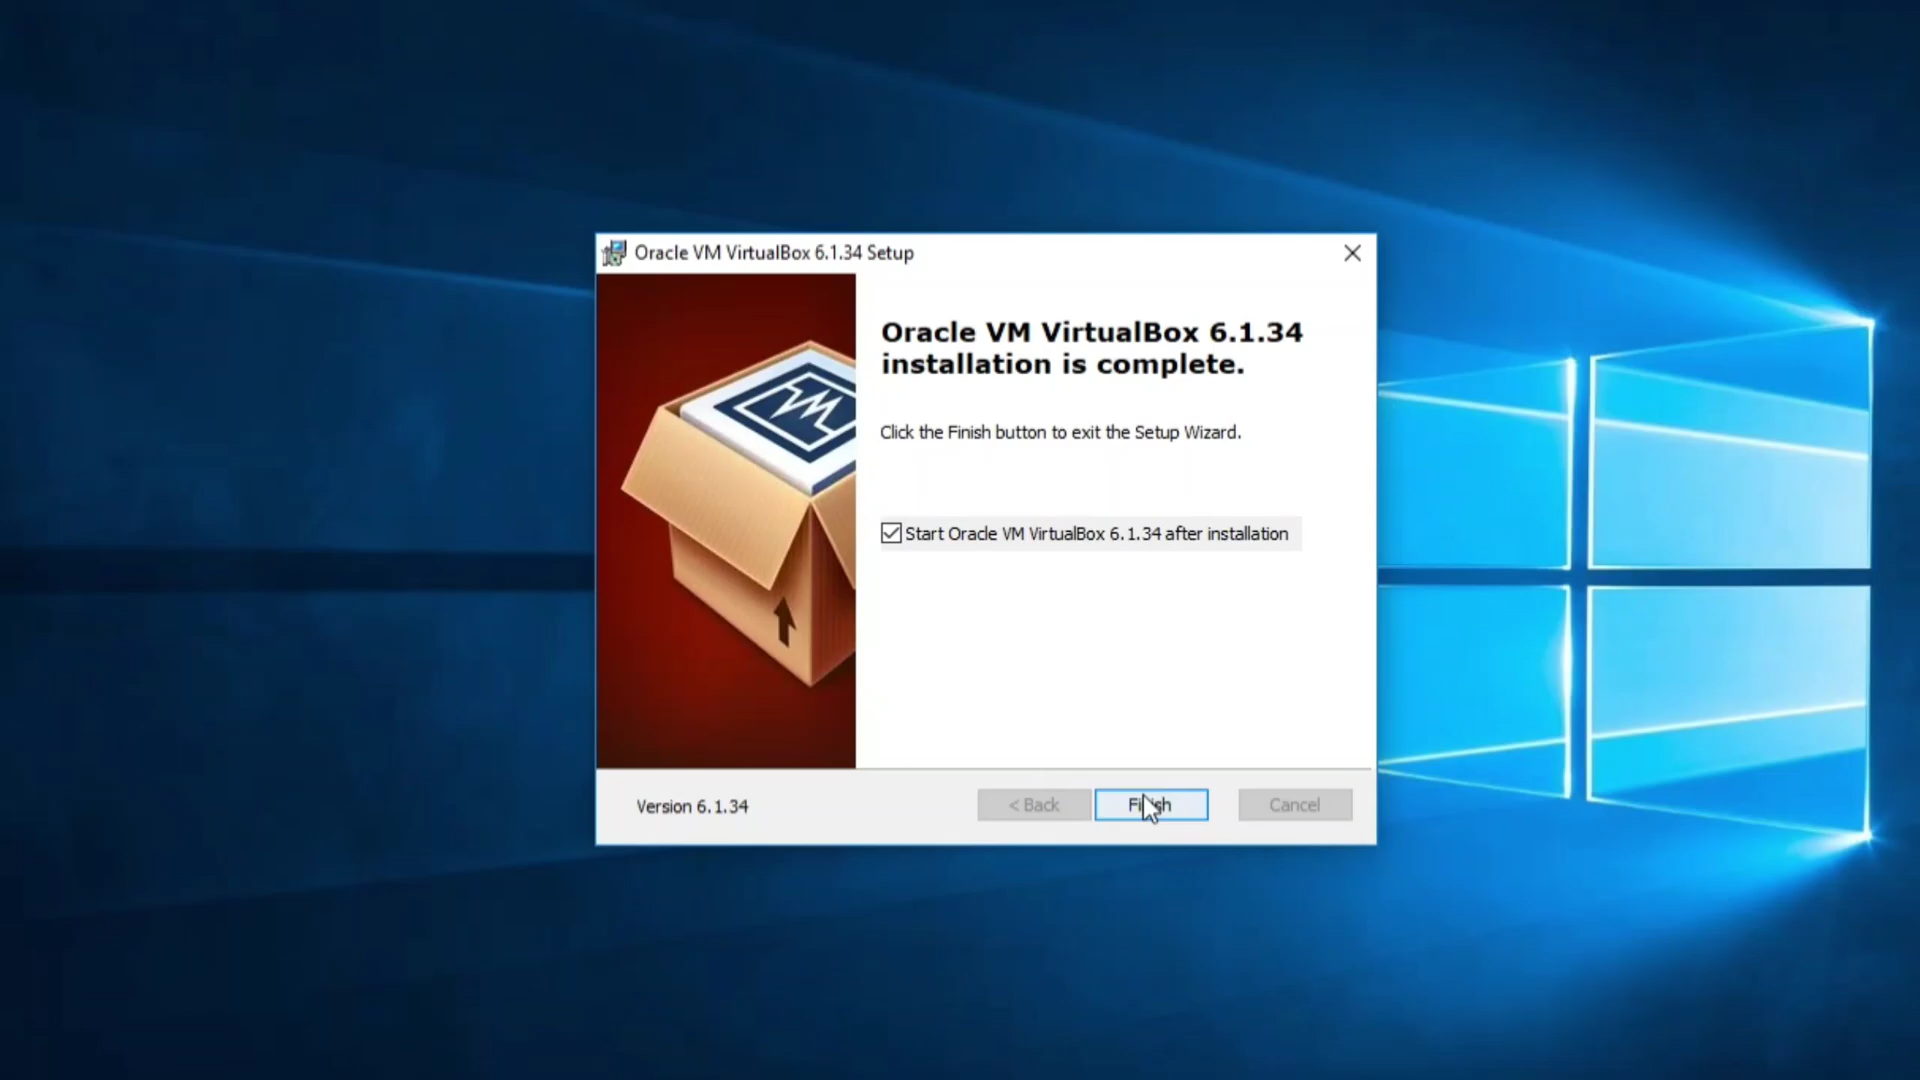 Oracle VM VirtualBox 6.1.34 Setup
Oracle VM VirtualBox 6.1.34
installation is complete.
Click the Finish button to exit the Setup Wizard.
Start Oracle VM VirtualBox 6.1.34 after installation
Version 6.1.34
< Back
Finish
Cancel